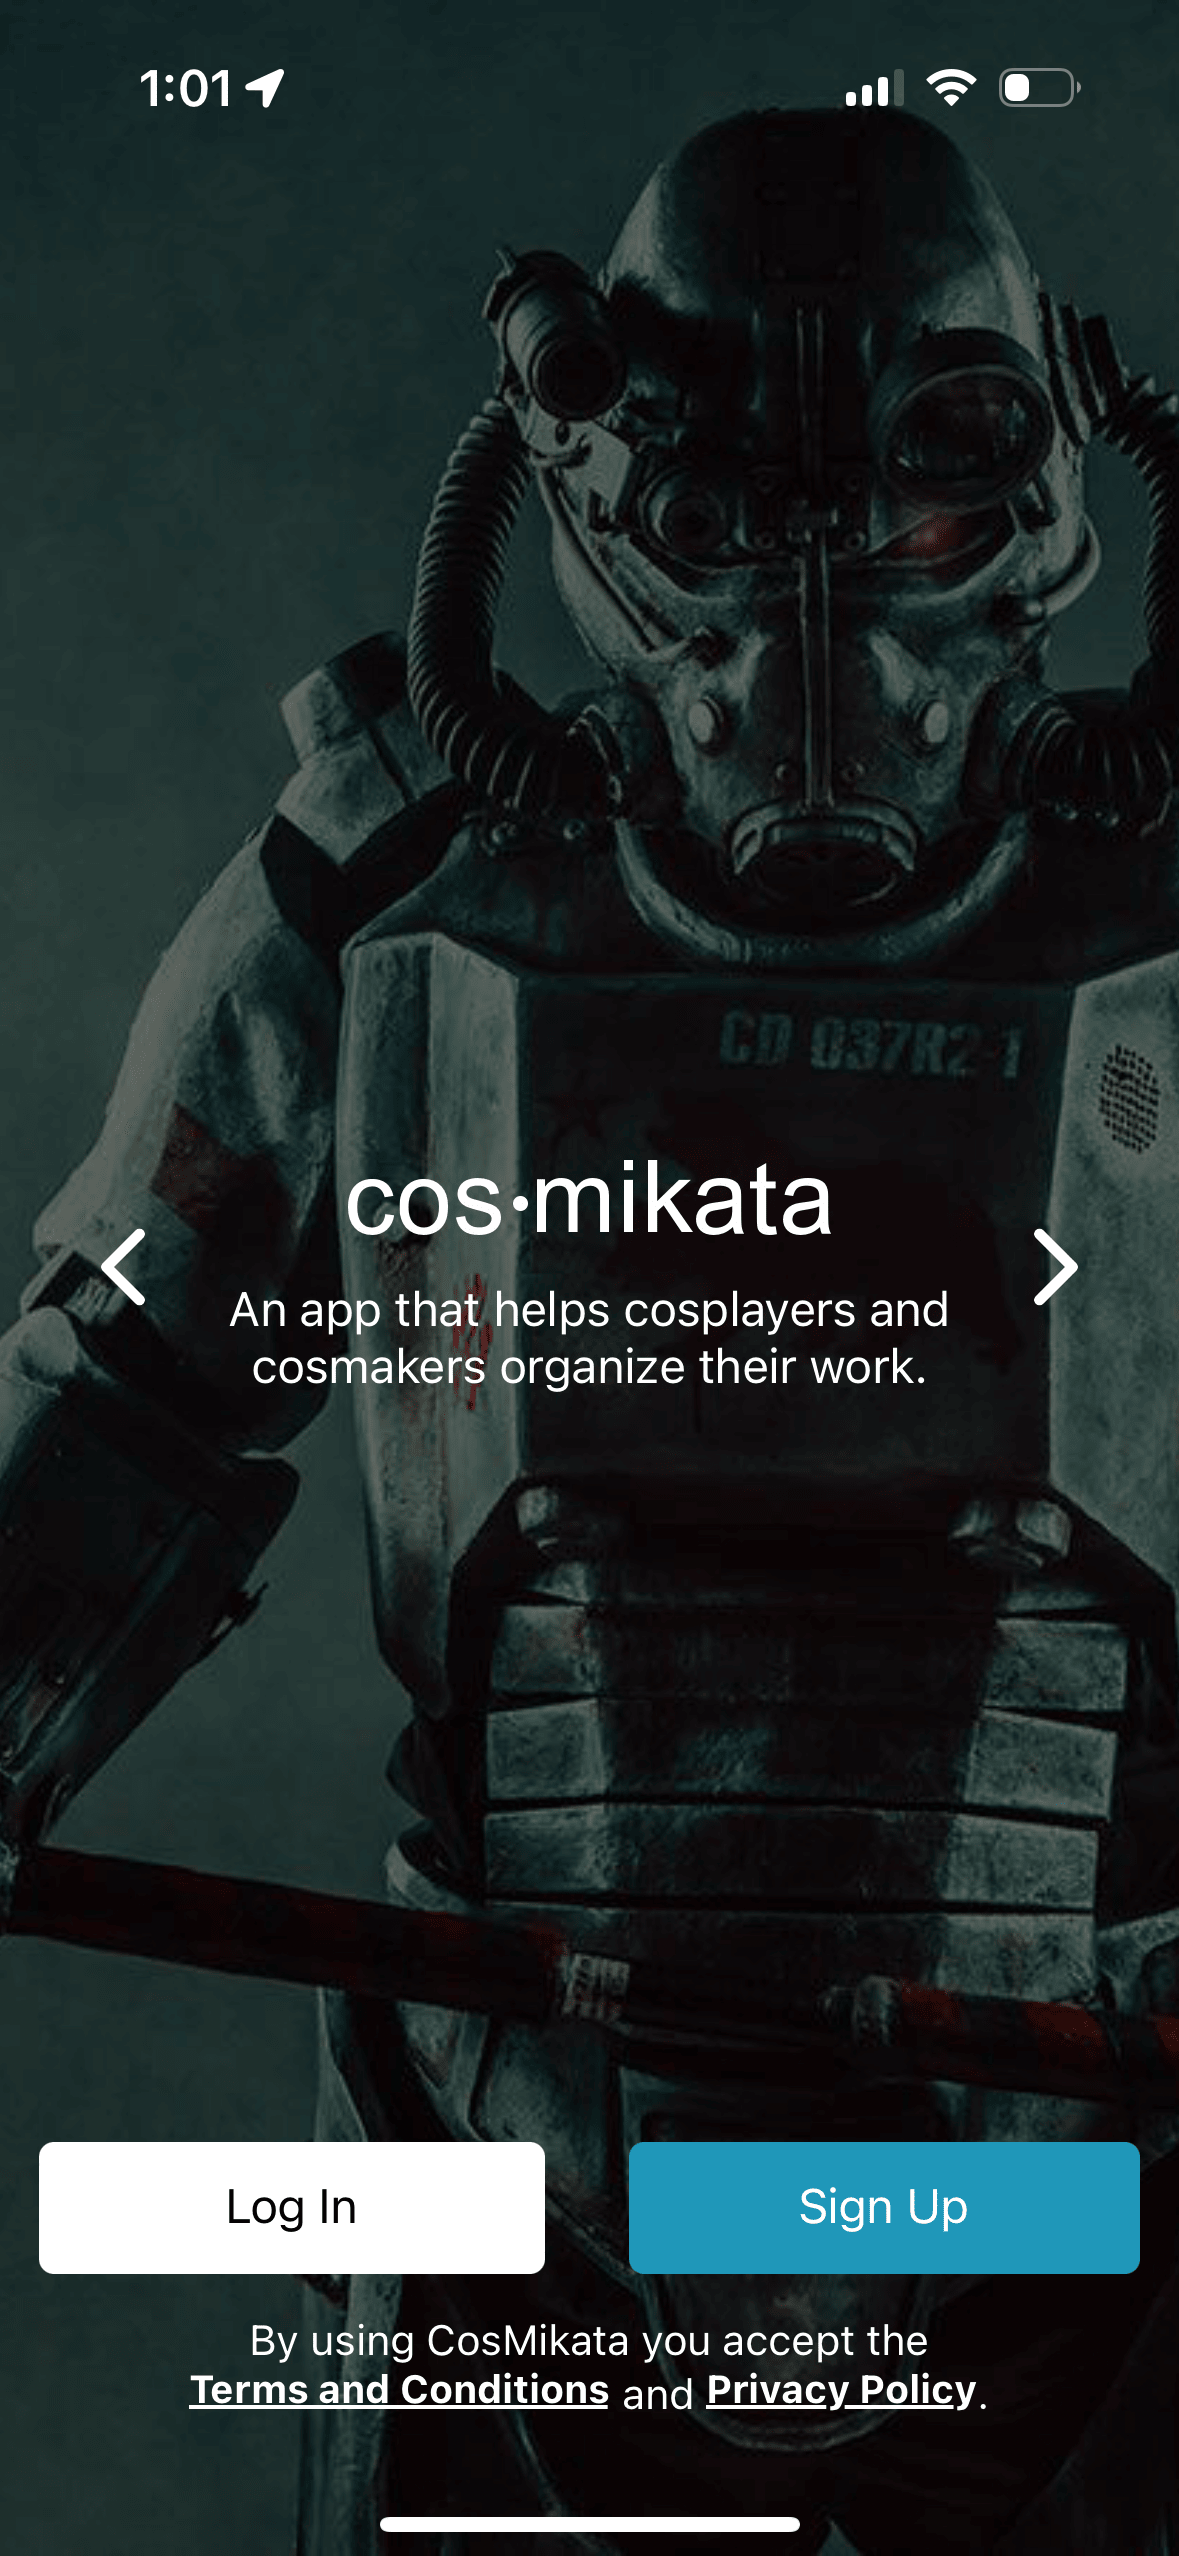 1:01
CD 037R2-1
cos·mikata
An app that helps cosplayers and
cosmakers organize their work.
Log In
Sign Up
By using CosMikata you accept the
Terms and Conditions and Privacy Policy.